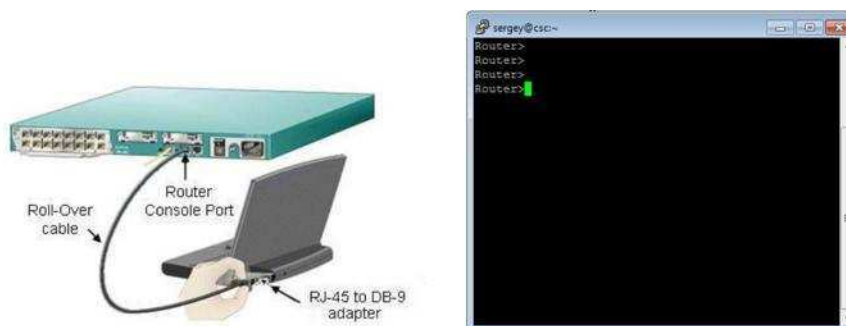 Router
Console Port
Roll-Over
cable
RJ-45 to DB-9
adapter
sergey@csc:~
Router>
Router>
Router>
Router>